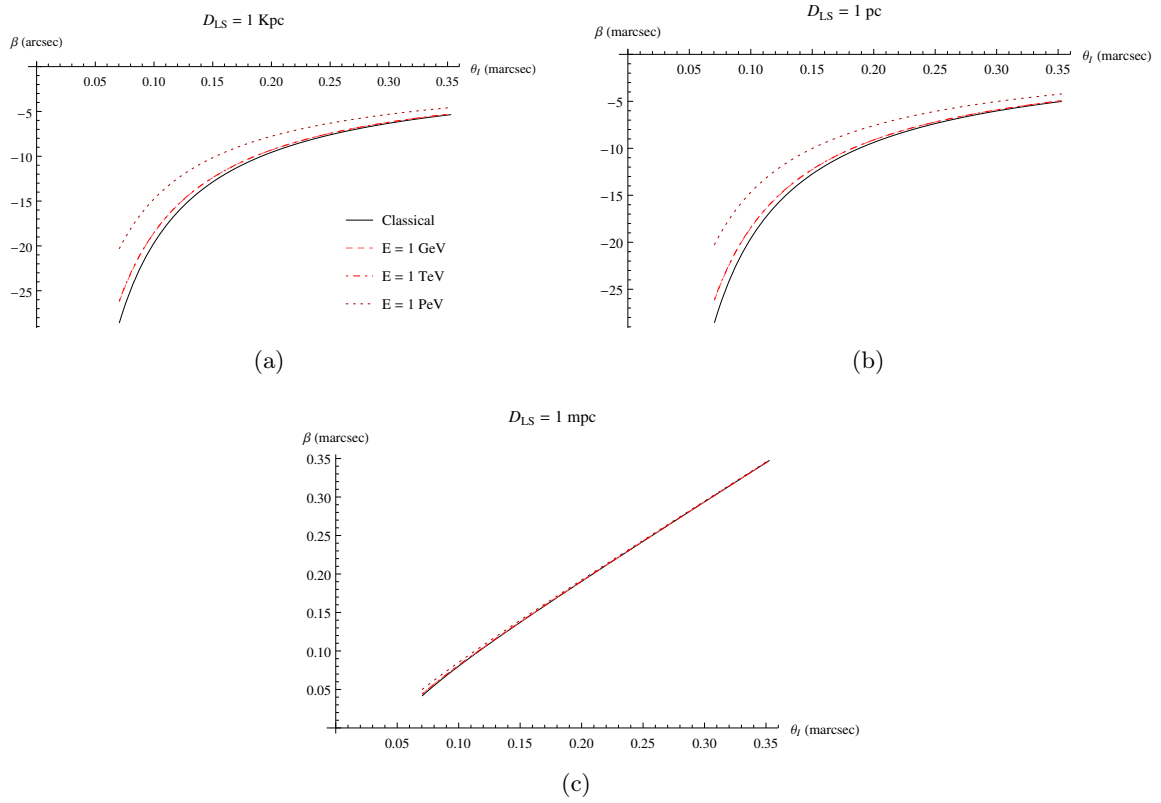 D_LS = 1 Kpc
β (arcsec)
θ_I (marcsec)
0.05 0.10 0.15 0.20 0.25 0.30 0.35
−5
−10
−15
−20
−25
Classical
E = 1 GeV
E = 1 TeV
E = 1 PeV
(a)
D_LS = 1 pc
β (marcsec)
θ_I (marcsec)
0.05 0.10 0.15 0.20 0.25 0.30 0.35
−5
−10
−15
−20
−25
(b)
D_LS = 1 mpc
β (marcsec)
0.35
0.30
0.25
0.20
0.15
0.10
0.05
θ_I (marcsec)
0.05 0.10 0.15 0.20 0.25 0.30 0.35
(c)